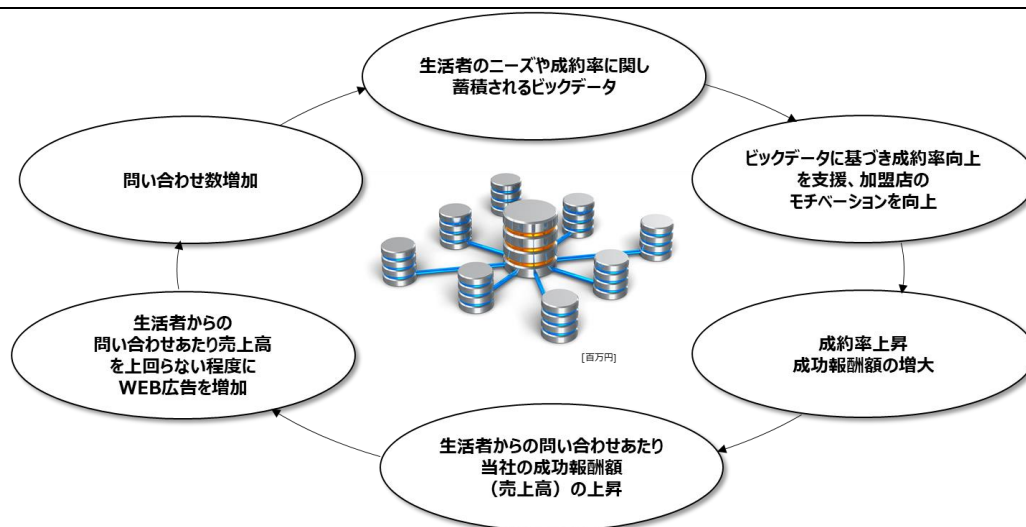 生活者のニーズや成約率に関し
蓄積されるビックデータ
ビックデータに基づき成約率向上
を支援、加盟店の
モチベーションを向上
成約率上昇
成功報酬額の増大
生活者からの問い合わせあたり
当社の成功報酬額
（売上高）の上昇
生活者からの
問い合わせあたり売上高
を上回らない程度に
WEB広告を増加
問い合わせ数増加
[百万円]